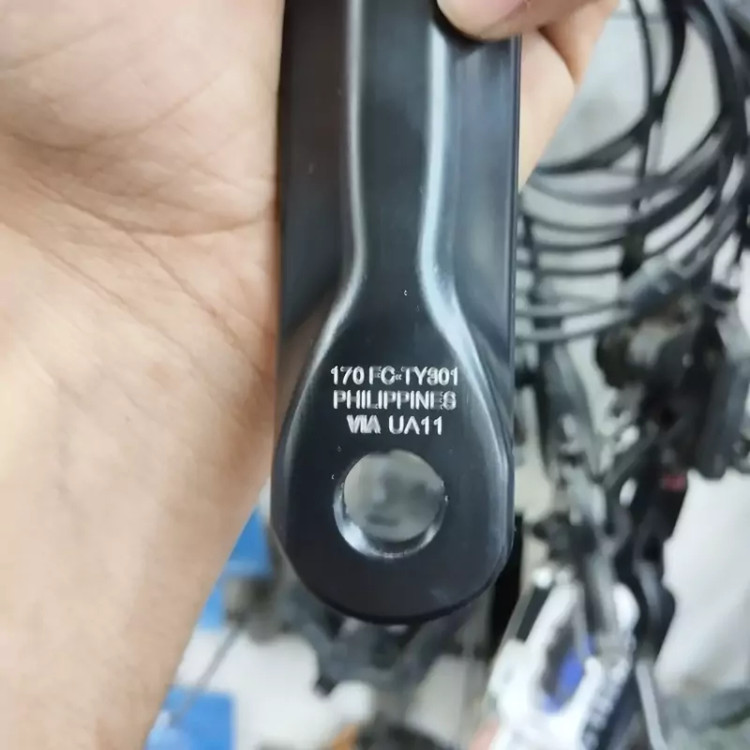 170 FC-TY301
PHILIPPINES
VIA UA11